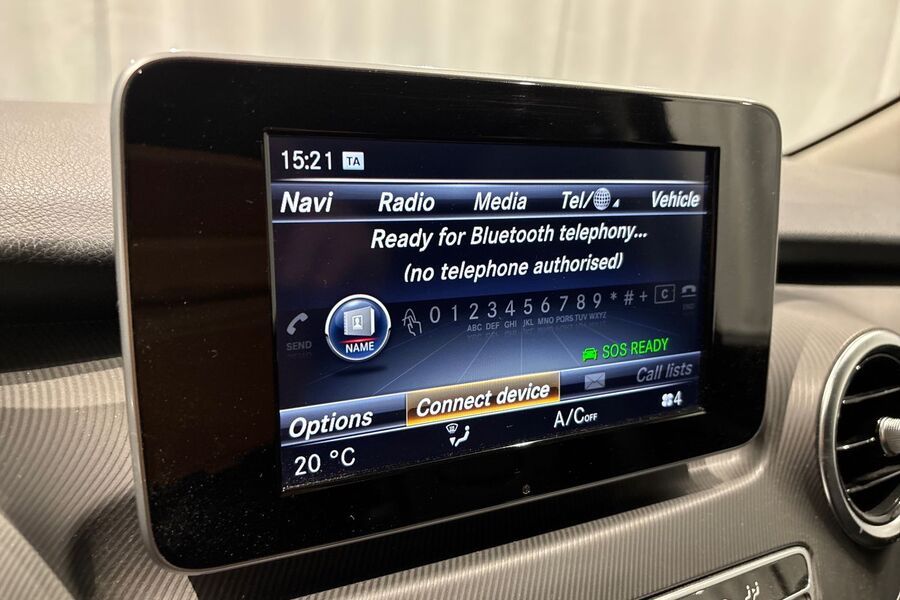 15:21 TA
Navi Radio Media Tel/ Vehicle
Ready for Bluetooth telephony...
(no telephone authorised)
SEND NAME 0 1 2 3 4 5 6 7 8 9 * # + C
ABC DEF GHI JKL MNO PQRS TUV WXYZ
SOS READY
Options Connect device Call lists
20 °C A/C OFF 4